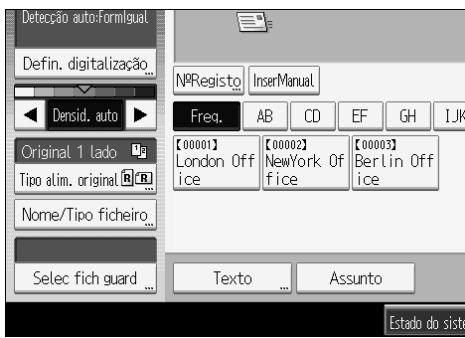 Detecção auto:FormIgual
Defin. digitalização
NºRegisto
InserManual
Densid. auto
Freq.
AB
CD
EF
GH
IJK
Original 1 lado
[00001]
London Off
ice
[00002]
NewYork Of
fice
[00003]
Berlin Off
ice
Tipo alim. original
Nome/Tipo ficheiro
Selec fich guard
Texto
Assunto
Estado do siste